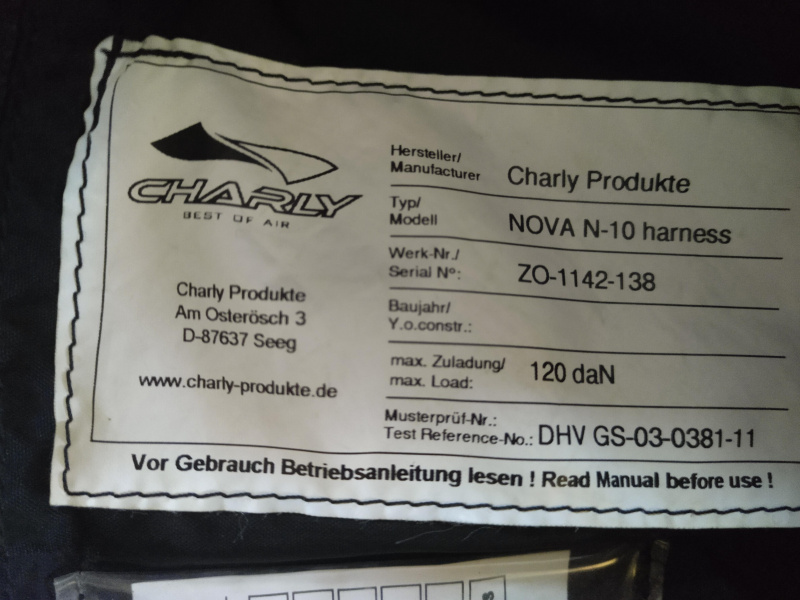 CHARLY
BEST OF AIR
Charly Produkte
Am Osterösch 3
D-87637 Seeg
www.charly-produkte.de
Hersteller/
Manufacturer Charly Produkte
Typ/
Modell NOVA N-10 harness
Werk-Nr./
Serial Nº: ZO-1142-138
Baujahr/
Y.o.constr.:
max. Zuladung/
max. Load: 120 daN
Musterprüf-Nr.:
Test Reference-No.: DHV GS-03-0381-11
Vor Gebrauch Betriebsanleitung lesen ! Read Manual before use !